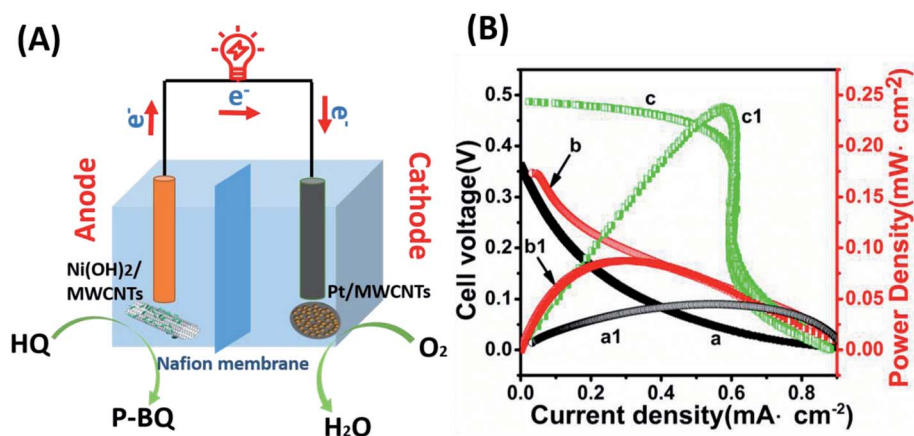 (A)
e-
e-
e-
Anode
Cathode
Ni(OH)2/
MWCNTs
Pt/MWCNTs
HQ
Nafion membrane
O2
P-BQ
H2O
(B)
Cell voltage(V)
0.5
0.4
0.3
0.2
0.1
0.0
c
c1
b
b1
a1
a
0.25
0.20
0.15
0.10
0.05
0.00
Power Density(mW· cm-2)
0.0 0.2 0.4 0.6 0.8
Current density(mA· cm-2)